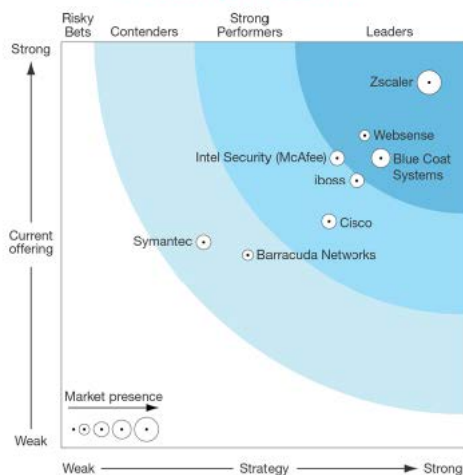 Risky
Bets
Contenders
Strong
Performers
Leaders
Strong
Zscaler
Websense
Intel Security (McAfee)
Blue Coat
Systems
iboss
Cisco
Current
offering
Symantec
Barracuda Networks
Market presence
Weak
Weak
Strategy
Strong